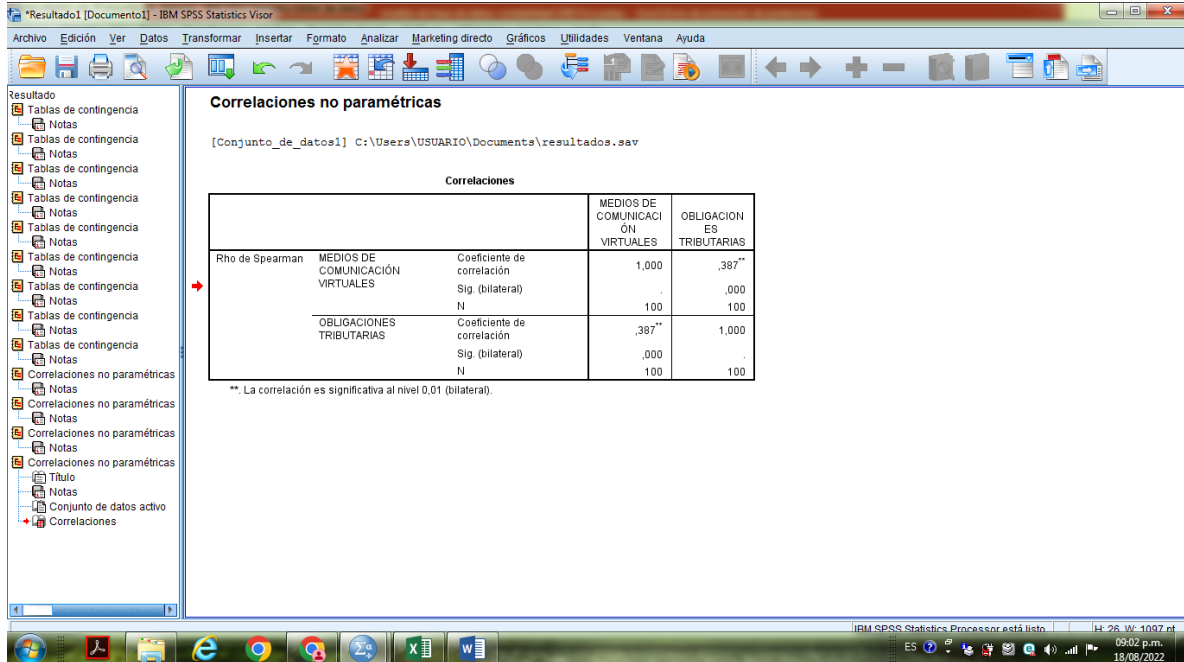 *Resultado1 [Documento1] - IBM SPSS Statistics Visor
Archivo Edición Ver Datos Transformar Insertar Formato Analizar Marketing directo Gráficos Utilidades Ventana Ayuda
Resultado
Tablas de contingencia
Notas
Tablas de contingencia
Notas
Tablas de contingencia
Notas
Tablas de contingencia
Notas
Tablas de contingencia
Notas
Tablas de contingencia
Notas
Tablas de contingencia
Notas
Tablas de contingencia
Notas
Tablas de contingencia
Notas
Correlaciones no paramétricas
Notas
Correlaciones no paramétricas
Notas
Correlaciones no paramétricas
Notas
Correlaciones no paramétricas
Título
Notas
Conjunto de datos activo
Correlaciones
Correlaciones no paramétricas
[Conjunto_de_datos1] C:\Users\USUARIO\Documents\resultados.sav
Correlaciones
MEDIOS DE
COMUNICACI
ÓN
VIRTUALES
OBLIGACION
ES
TRIBUTARIAS
Rho de Spearman
MEDIOS DE
COMUNICACIÓN
VIRTUALES
Coeficiente de
correlación
1,000 ,387**
Sig. (bilateral) . ,000
N 100 100
OBLIGACIONES
TRIBUTARIAS
Coeficiente de
correlación
,387** 1,000
Sig. (bilateral) ,000 .
N 100 100
**. La correlación es significativa al nivel 0,01 (bilateral).
IBM SPSS Statistics Processor está listo H: 26, W: 1097 pt
ES 09:02 p.m.
18/08/2022